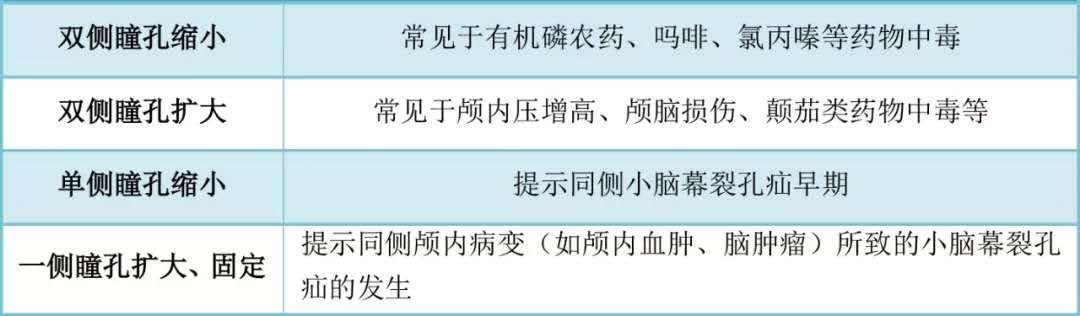 双侧瞳孔缩小 常见于有机磷农药、吗啡、氯丙嗪等药物中毒
双侧瞳孔扩大 常见于颅内压增高、颅脑损伤、颠茄类药物中毒等
单侧瞳孔缩小 提示同侧小脑幕裂孔疝早期
一侧瞳孔扩大、固定 提示同侧颅内病变（如颅内血肿、脑肿瘤）所致的小脑幕裂孔
疝的发生